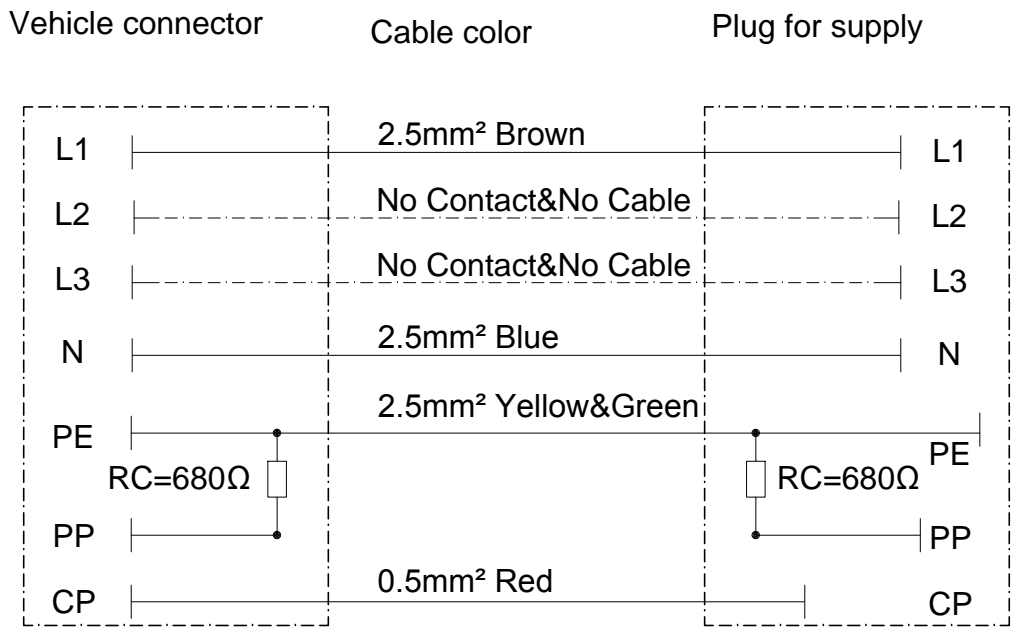 Vehicle connector Cable color Plug for supply
L1 2.5mm² Brown L1
L2 No Contact&No Cable L2
L3 No Contact&No Cable L3
N 2.5mm² Blue N
PE 2.5mm² Yellow&Green PE
RC=680Ω RC=680Ω
PP PP
CP 0.5mm² Red CP